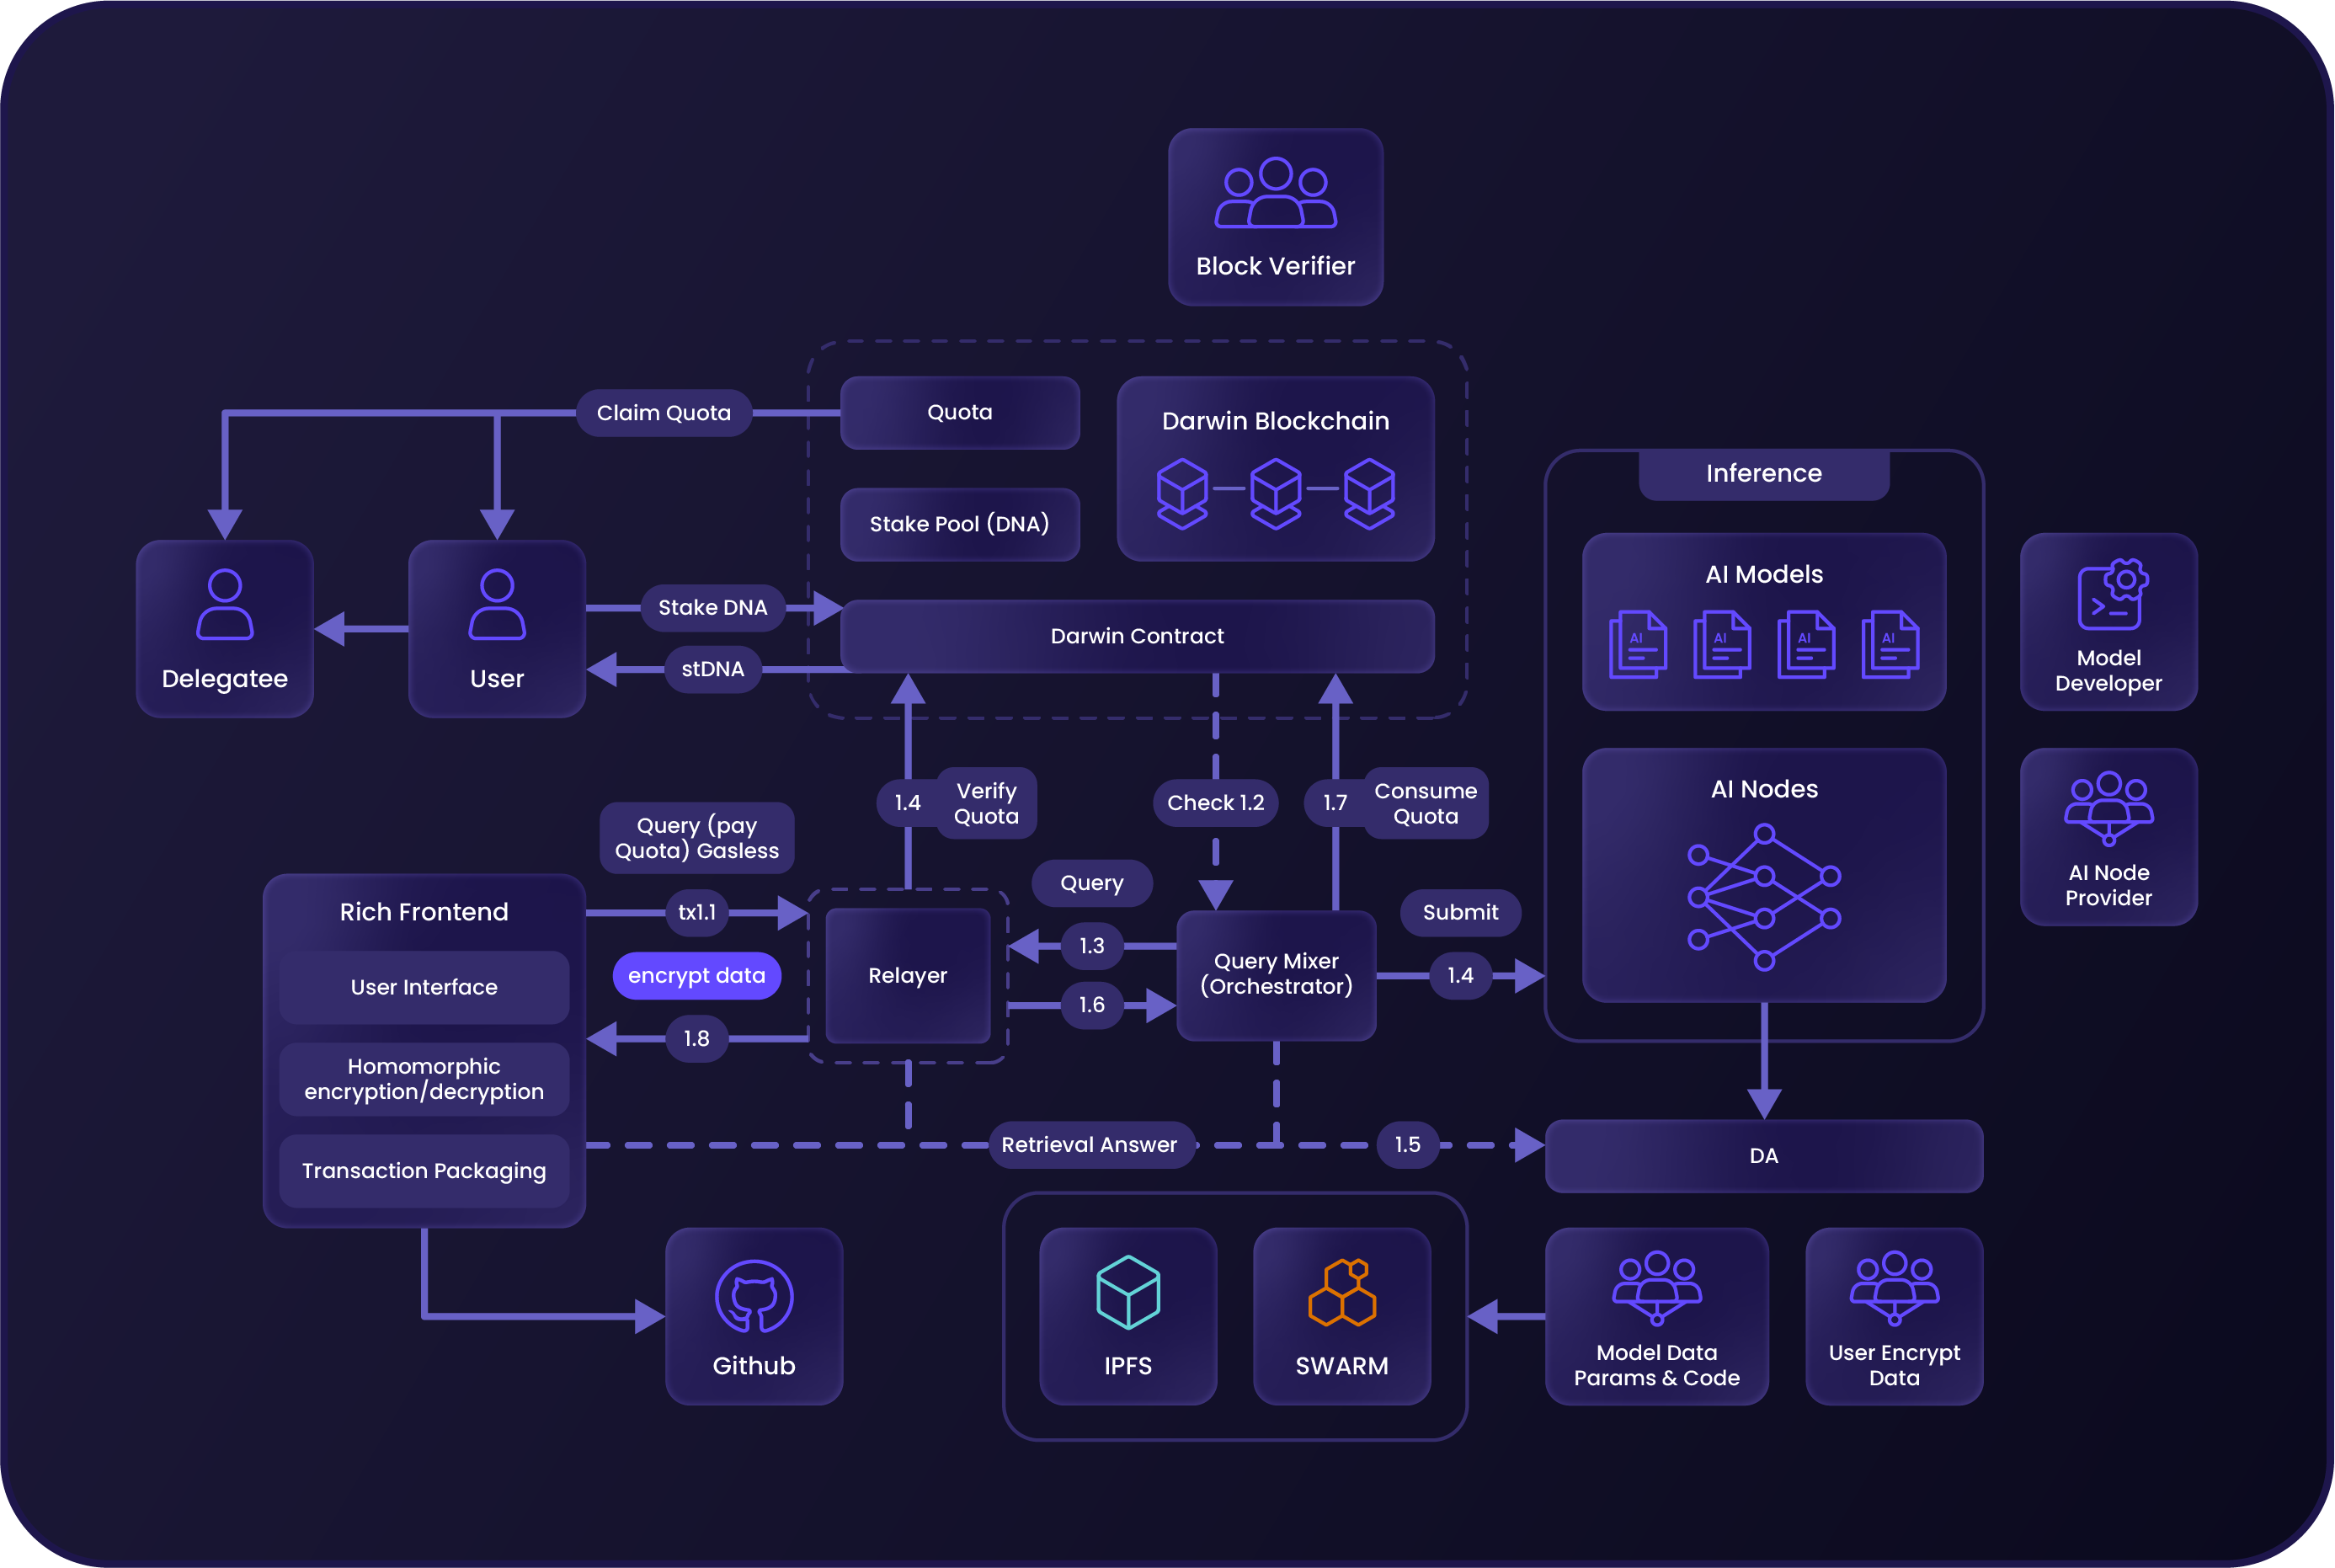 Block Verifier
Claim Quota
Quota
Darwin Blockchain
Stake Pool (DNA)
Inference
AI Models
AI
AI
AI
AI
Delegatee
User
Stake DNA
stDNA
Darwin Contract
Model
Developer
AI Nodes
AI Node
Provider
1.4
Verify
Quota
Check 1.2
1.7
Consume
Quota
Query (pay
Quota) Gasless
Query
Submit
Rich Frontend
User Interface
Homomorphic
encryption/decryption
Transaction Packaging
tx1.1
encrypt data
1.8
Relayer
1.3
1.6
Query Mixer
(Orchestrator)
1.4
Retrieval Answer
1.5
DA
Github
IPFS
SWARM
Model Data
Params & Code
User Encrypt
Data